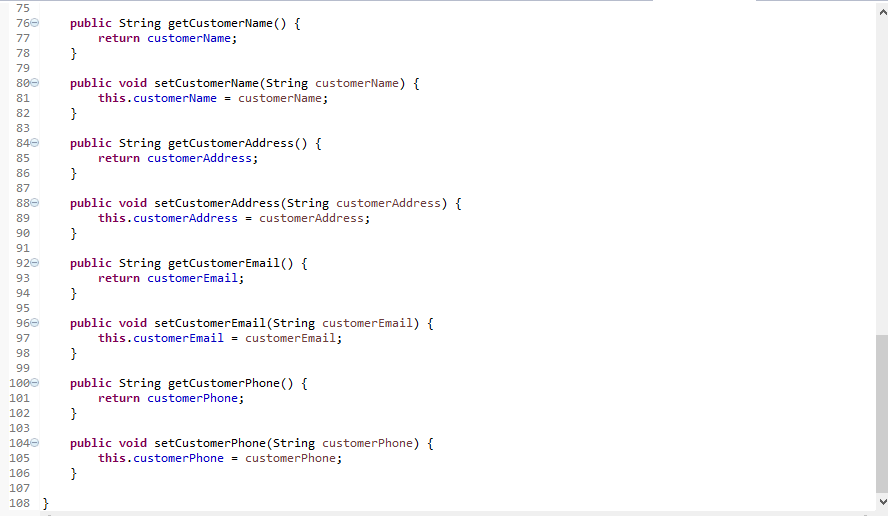 75
76 public String getCustomerName() {
77 return customerName;
78 }
79
80 public void setCustomerName(String customerName) {
81 this.customerName = customerName;
82 }
83
84 public String getCustomerAddress() {
85 return customerAddress;
86 }
87
88 public void setCustomerAddress(String customerAddress) {
89 this.customerAddress = customerAddress;
90 }
91
92 public String getCustomerEmail() {
93 return customerEmail;
94 }
95
96 public void setCustomerEmail(String customerEmail) {
97 this.customerEmail = customerEmail;
98 }
99
100 public String getCustomerPhone() {
101 return customerPhone;
102 }
103
104 public void setCustomerPhone(String customerPhone) {
105 this.customerPhone = customerPhone;
106 }
107
108 }